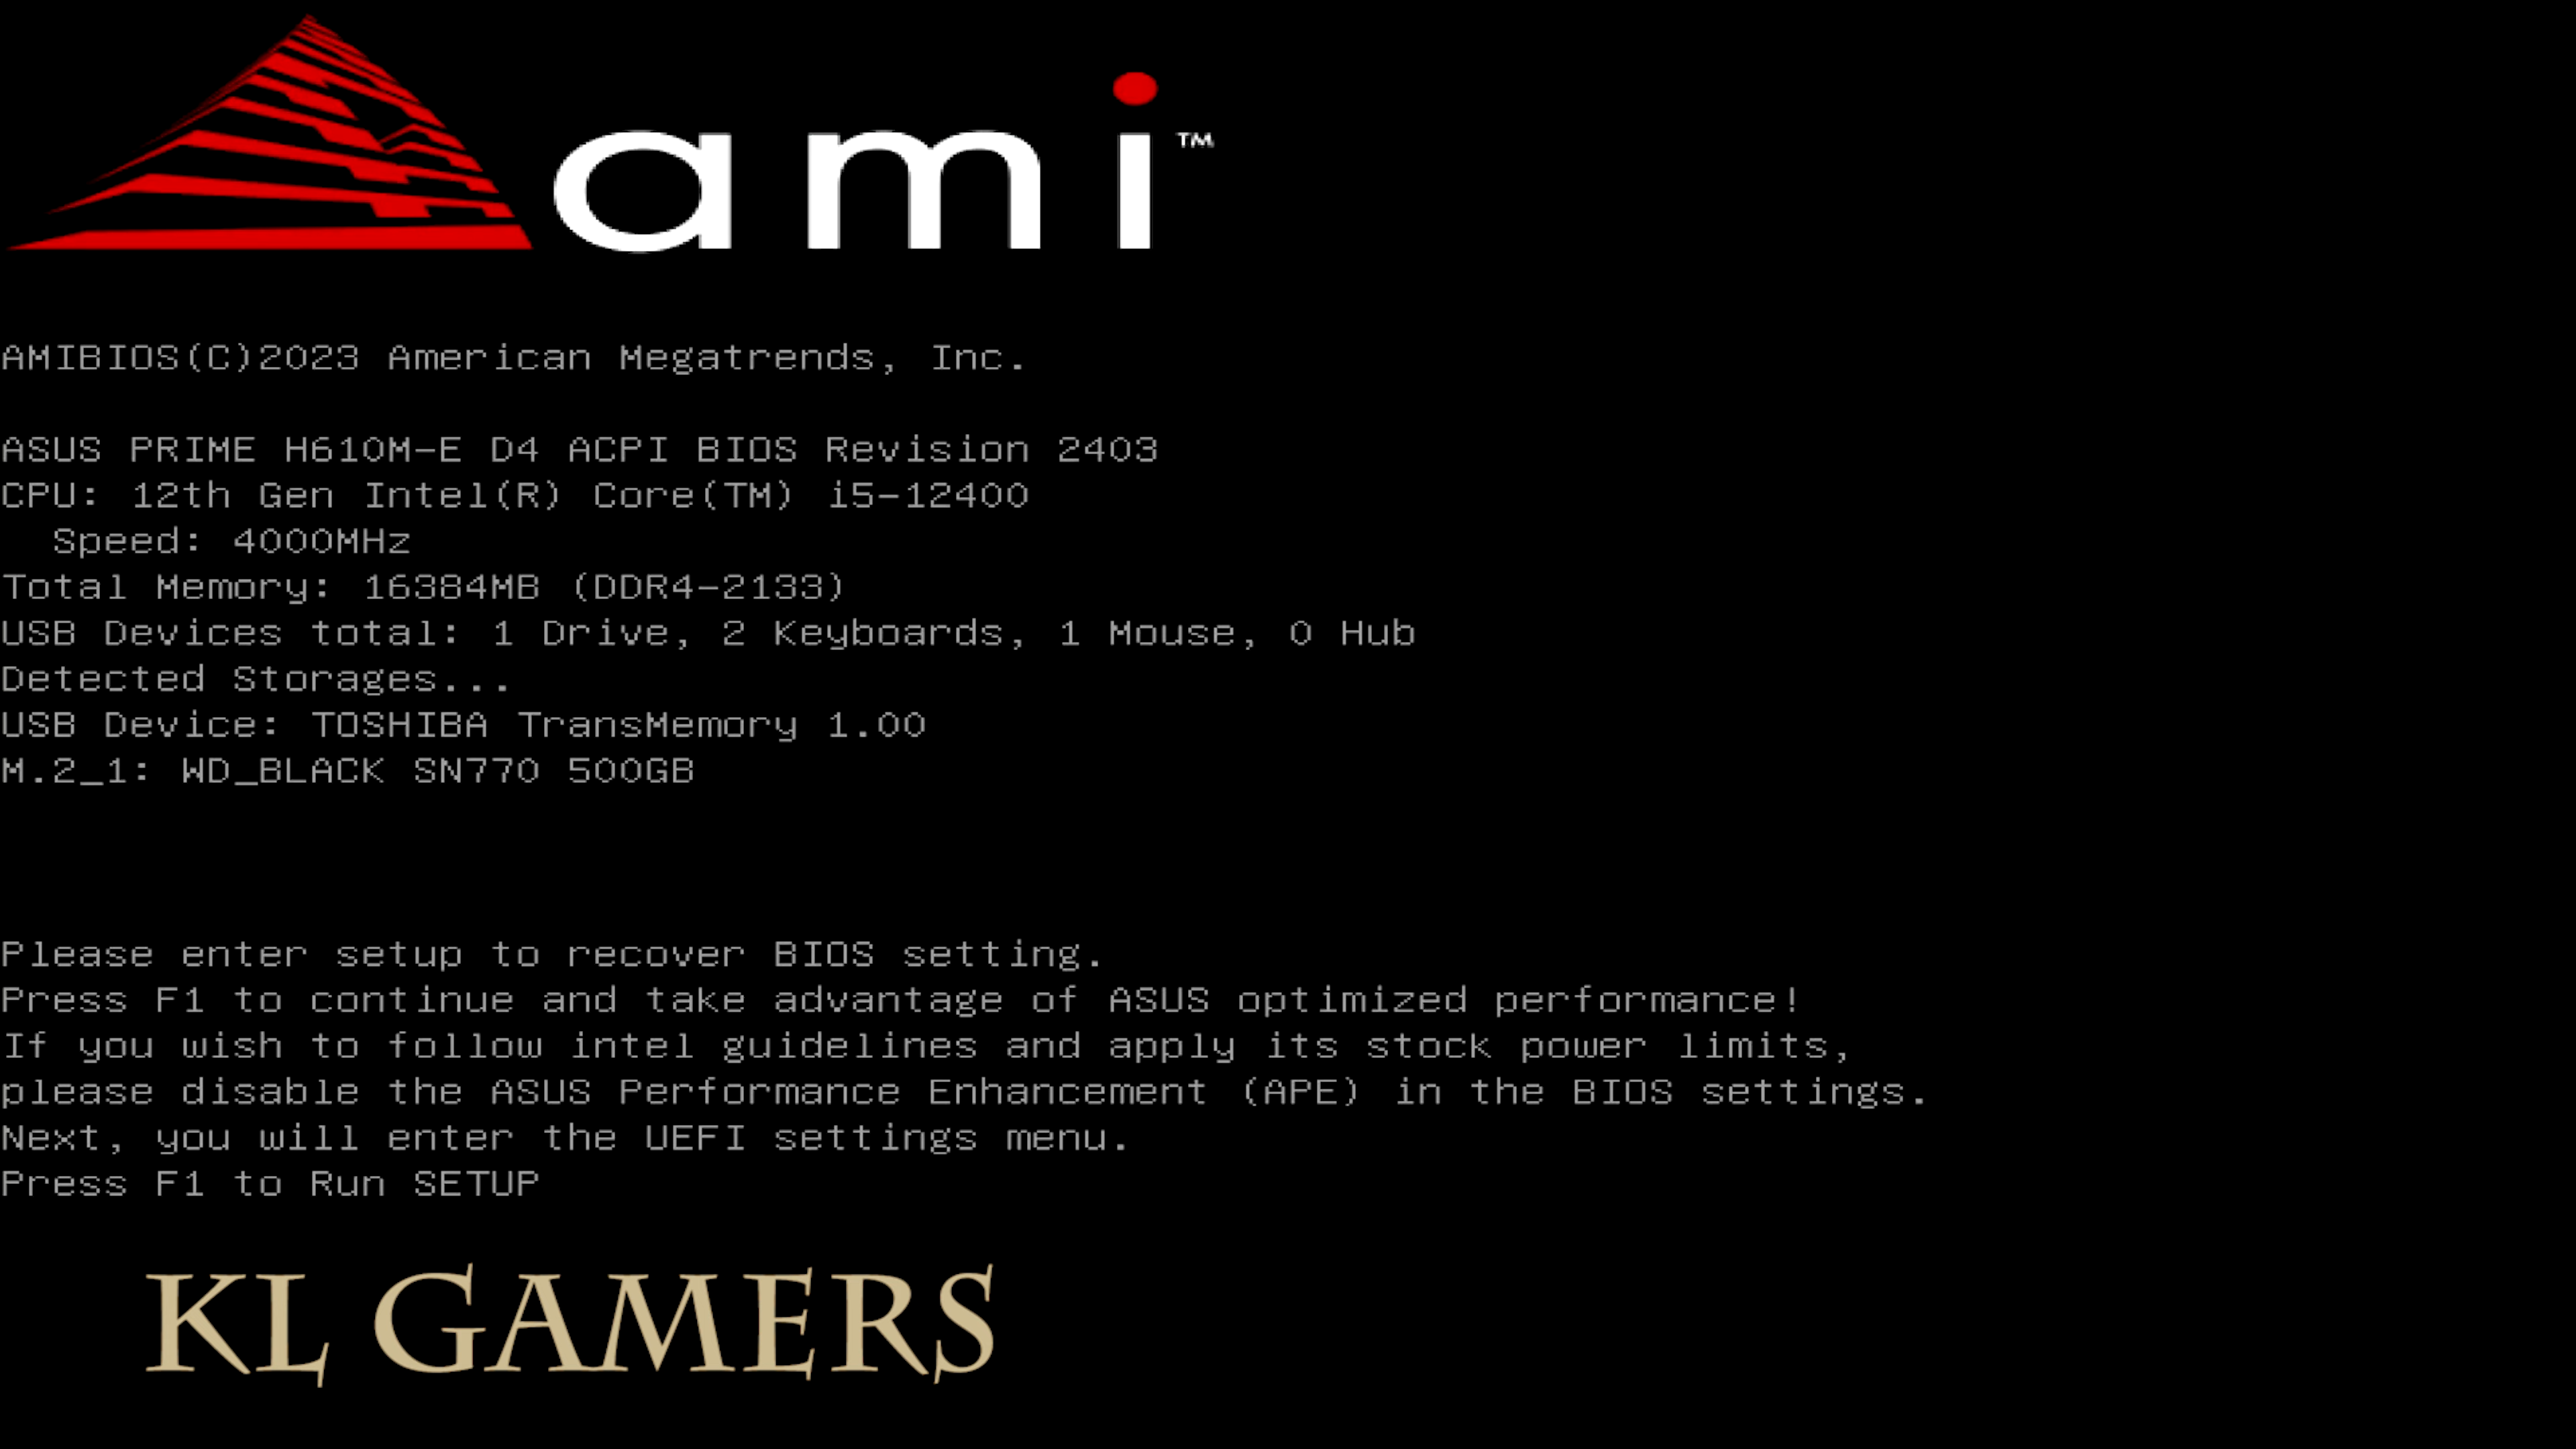 ami™
AMIBIOS(C)2023 American Megatrends, Inc.
ASUS PRIME H610M-E D4 ACPI BIOS Revision 2403
CPU: 12th Gen Intel(R) Core(TM) i5-12400
Speed: 4000MHz
Total Memory: 16384MB (DDR4-2133)
USB Devices total: 1 Drive, 2 Keyboards, 1 Mouse, 0 Hub
Detected Storages...
USB Device: TOSHIBA TransMemory 1.00
M.2_1: WD_BLACK SN770 500GB
Please enter setup to recover BIOS setting.
Press F1 to continue and take advantage of ASUS optimized performance!
If you wish to follow intel guidelines and apply its stock power limits,
please disable the ASUS Performance Enhancement (APE) in the BIOS settings.
Next, you will enter the UEFI settings menu.
Press F1 to Run SETUP
KL GAMERS